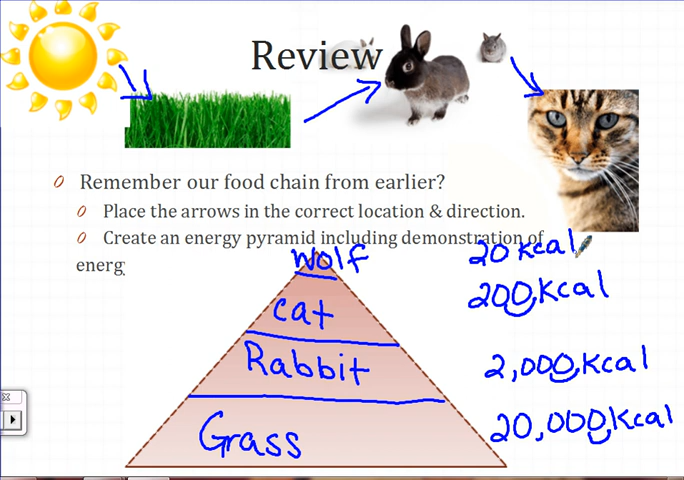 Review
Remember our food chain from earlier?
Place the arrows in the correct location & direction.
Create an energy pyramid including demonstration of
energ
wolf
20 kcal
cat
200 kcal
Rabbit
2,000 kcal
Grass
20,000 kcal